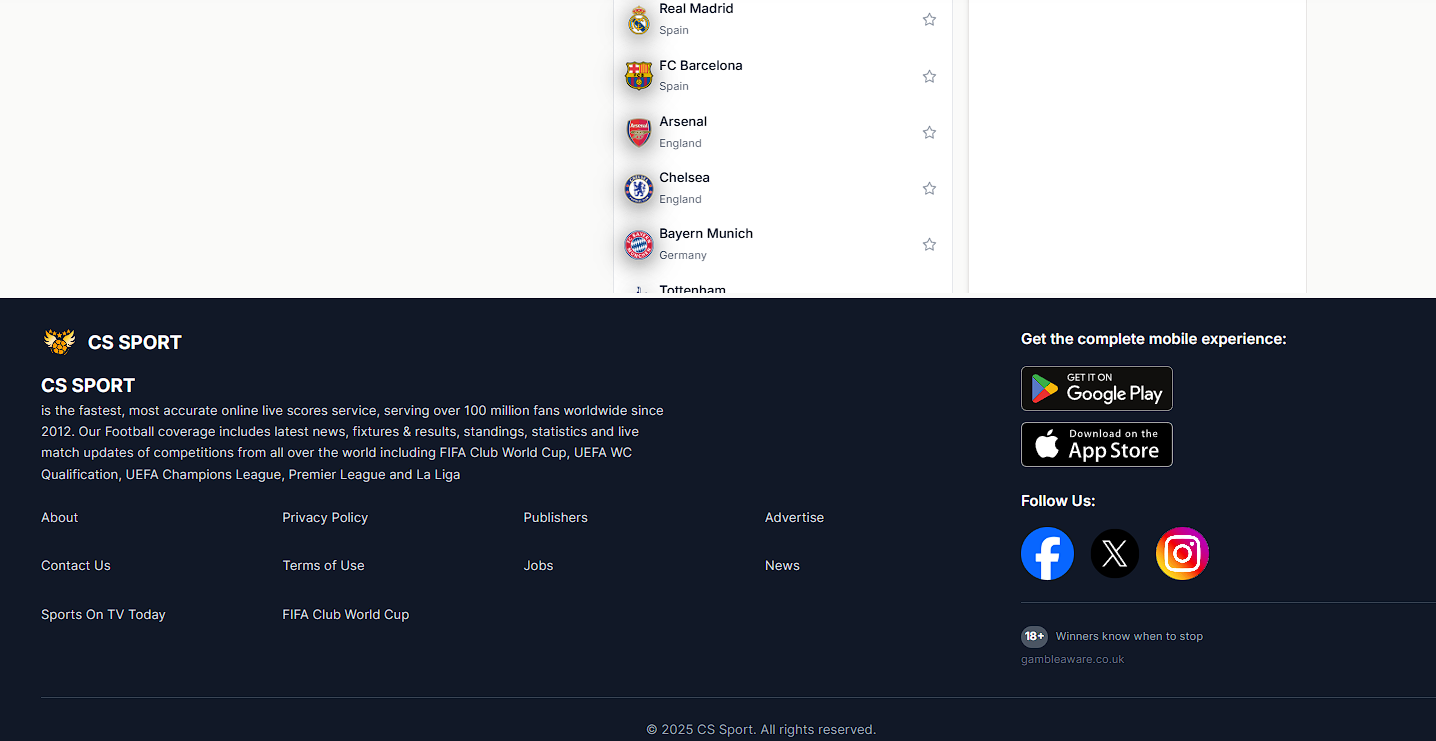 Real Madrid
Spain
FC Barcelona
Spain
Arsenal
England
Chelsea
England
Bayern Munich
Germany
Tottenham
CS SPORT
CS SPORT
is the fastest, most accurate online live scores service, serving over 100 million fans worldwide since
2012. Our Football coverage includes latest news, fixtures & results, standings, statistics and live
match updates of competitions from all over the world including FIFA Club World Cup, UEFA WC
Qualification, UEFA Champions League, Premier League and La Liga
About
Privacy Policy
Publishers
Advertise
Contact Us
Terms of Use
Jobs
News
Sports On TV Today
FIFA Club World Cup
Get the complete mobile experience:
GET IT ON
Google Play
Download on the
App Store
Follow Us:
18+ Winners know when to stop
gambleaware.co.uk
© 2025 CS Sport. All rights reserved.